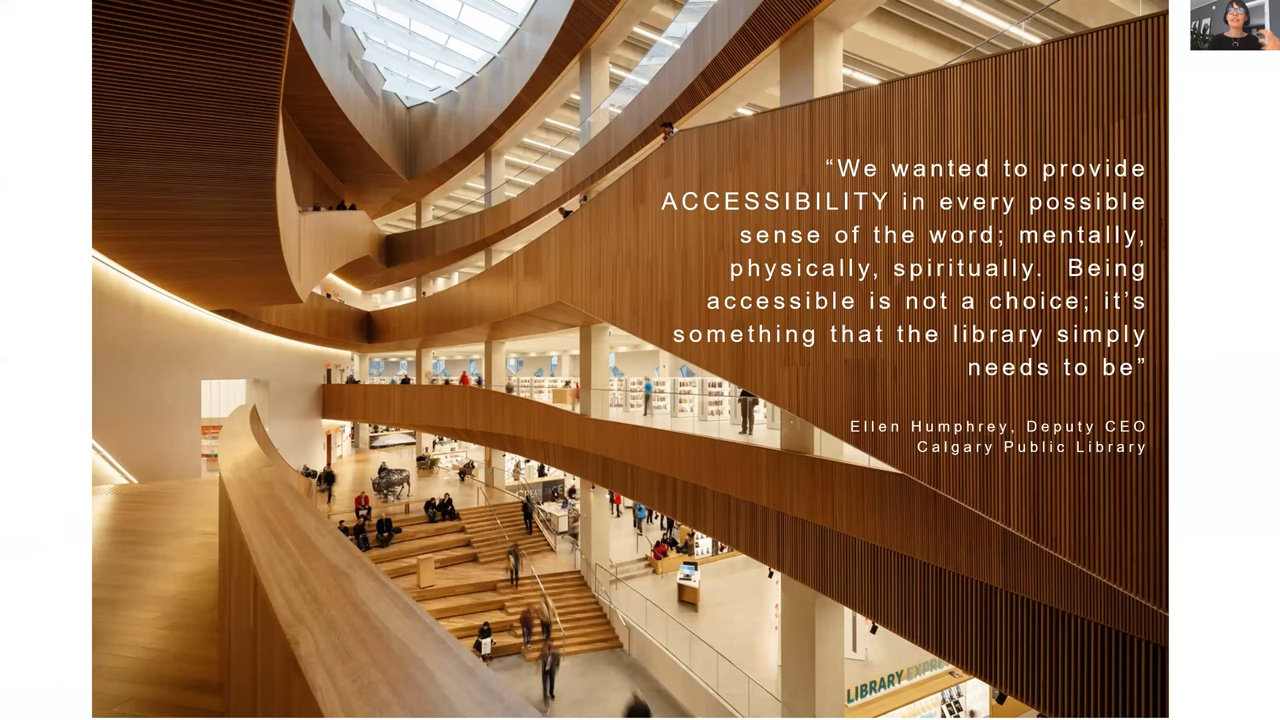 “We wanted to provide
ACCESSIBILITY in every possible
sense of the word; mentally,
physically, spiritually.  Being
accessible is not a choice; it’s
something that the library simply
needs to be”
Ellen Humphrey, Deputy CEO
Calgary Public Library
LIBRARY EXPRESS